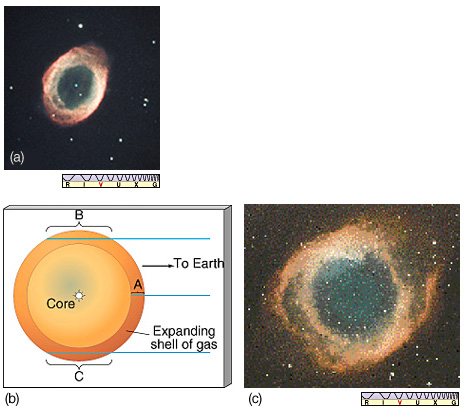 (a)
R I V U X G
B
To Earth
A
Core
Expanding
shell of gas
C
(b)
(c)
R I V U X G